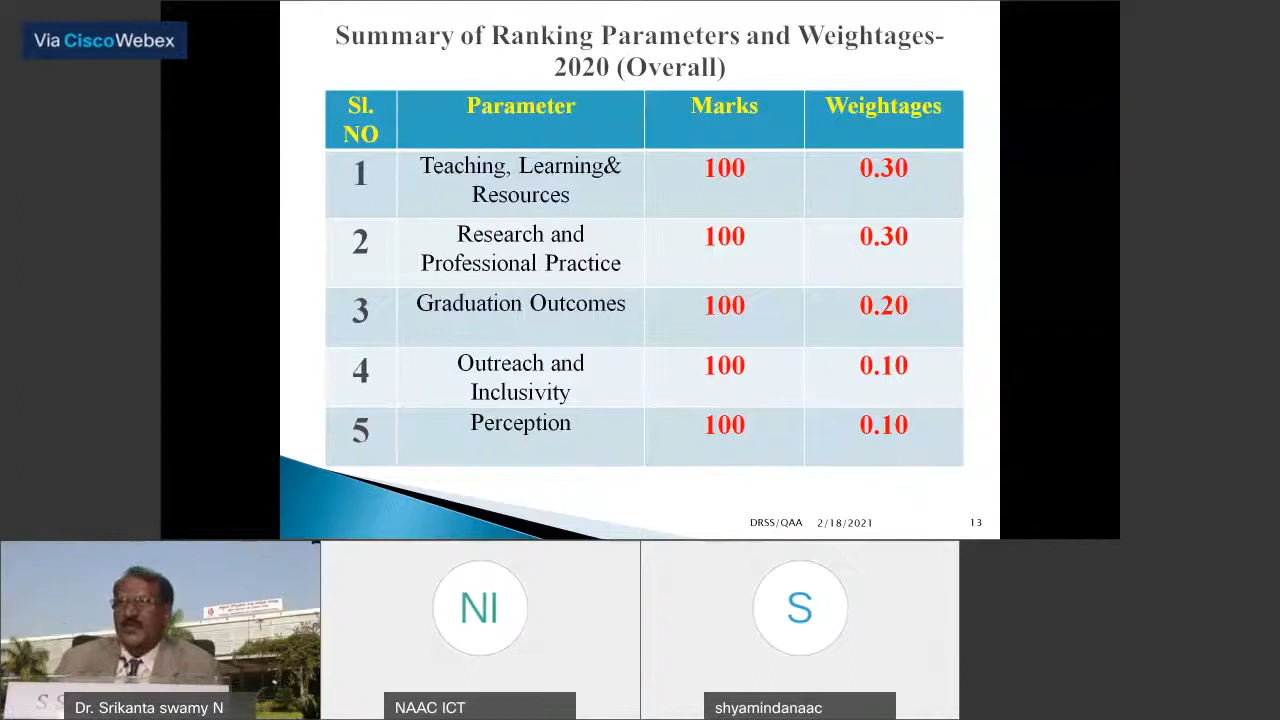 Via CiscoWebex
Summary of Ranking Parameters and Weightages-
2020 (Overall)
Sl. NO Parameter Marks Weightages
1 Teaching, Learning& Resources 100 0.30
2 Research and Professional Practice 100 0.30
3 Graduation Outcomes 100 0.20
4 Outreach and Inclusivity 100 0.10
5 Perception 100 0.10
DRSS/QAA 2/18/2021 13
NI
S
Dr. Srikanta swamy N
NAAC ICT
shyamindanaac